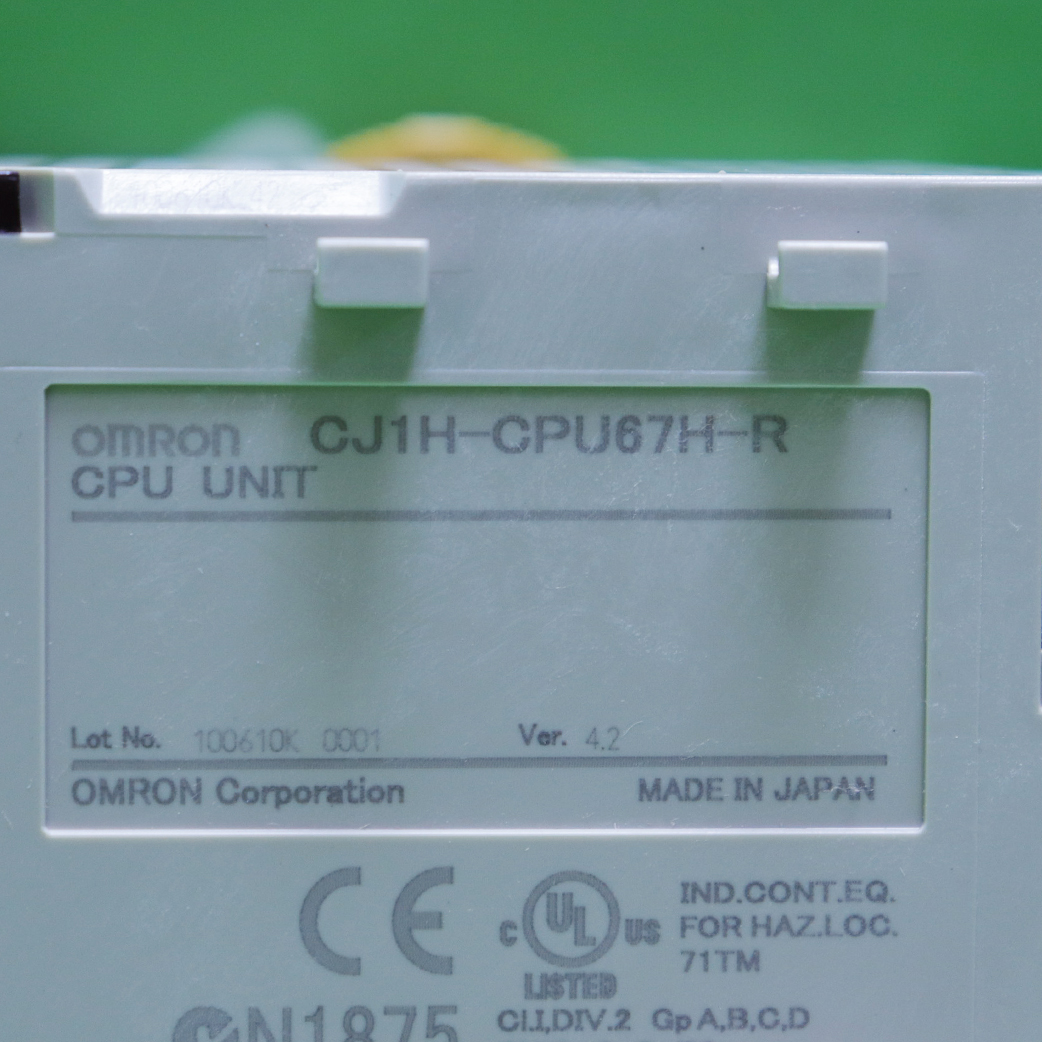 OMRON CJ1H-CPU67H-R
CPU UNIT
Lot No. 100610K 0001 Ver. 4.2
OMRON Corporation MADE IN JAPAN
CE
C UL US
LISTED
IND.CONT.EQ.
FOR HAZ.LOC.
71TM
N1875
Cl.I,DIV.2 Gp A,B,C,D